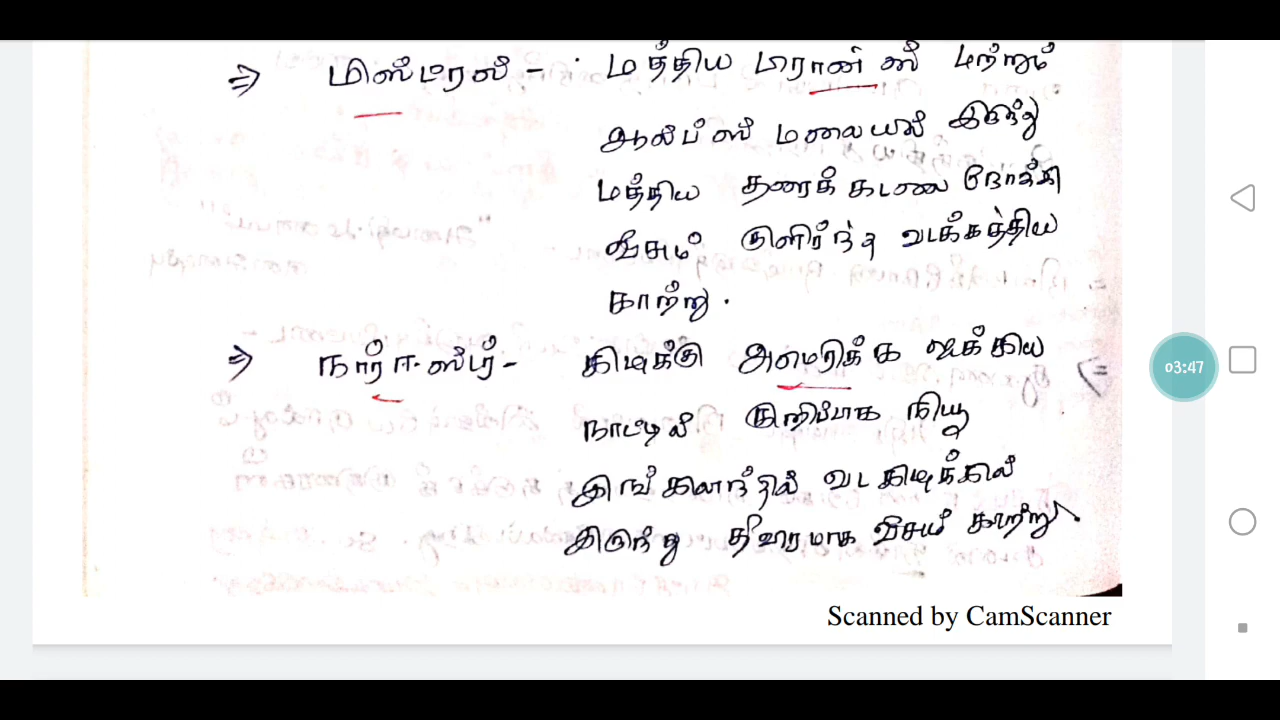 ⇒ மிஸ்ட்ரல் - மத்திய பிரான்ஸ் மற்றும்
ஆல்ப்ஸ் மலையில் இருந்து
மத்திய தரைக் கடலை நோக்கி
வீசும் குளிர்ந்த வடக்கத்திய
காற்று.
⇒ நார்ஈஸ்டர் - கிழக்கு அமெரிக்க ஐக்கிய
நாட்டில் குறிப்பாக நியூ
இங்கிலாந்தில் வடகிழக்கில்
இருந்து தீவிரமாக வீசும் காற்று
03:47
Scanned by CamScanner